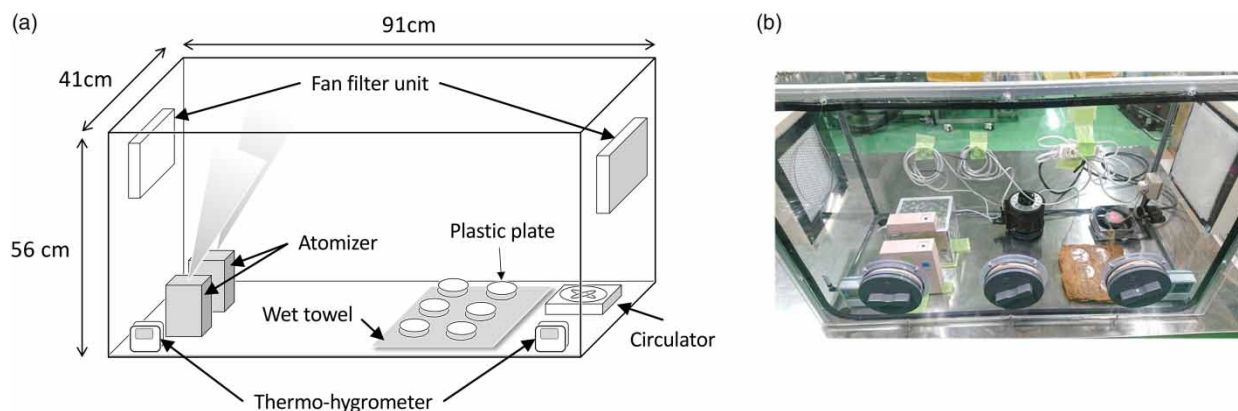 (a)
91cm
41cm
Fan filter unit
56 cm
Atomizer
Plastic plate
Wet towel
Circulator
Thermo-hygrometer
(b)